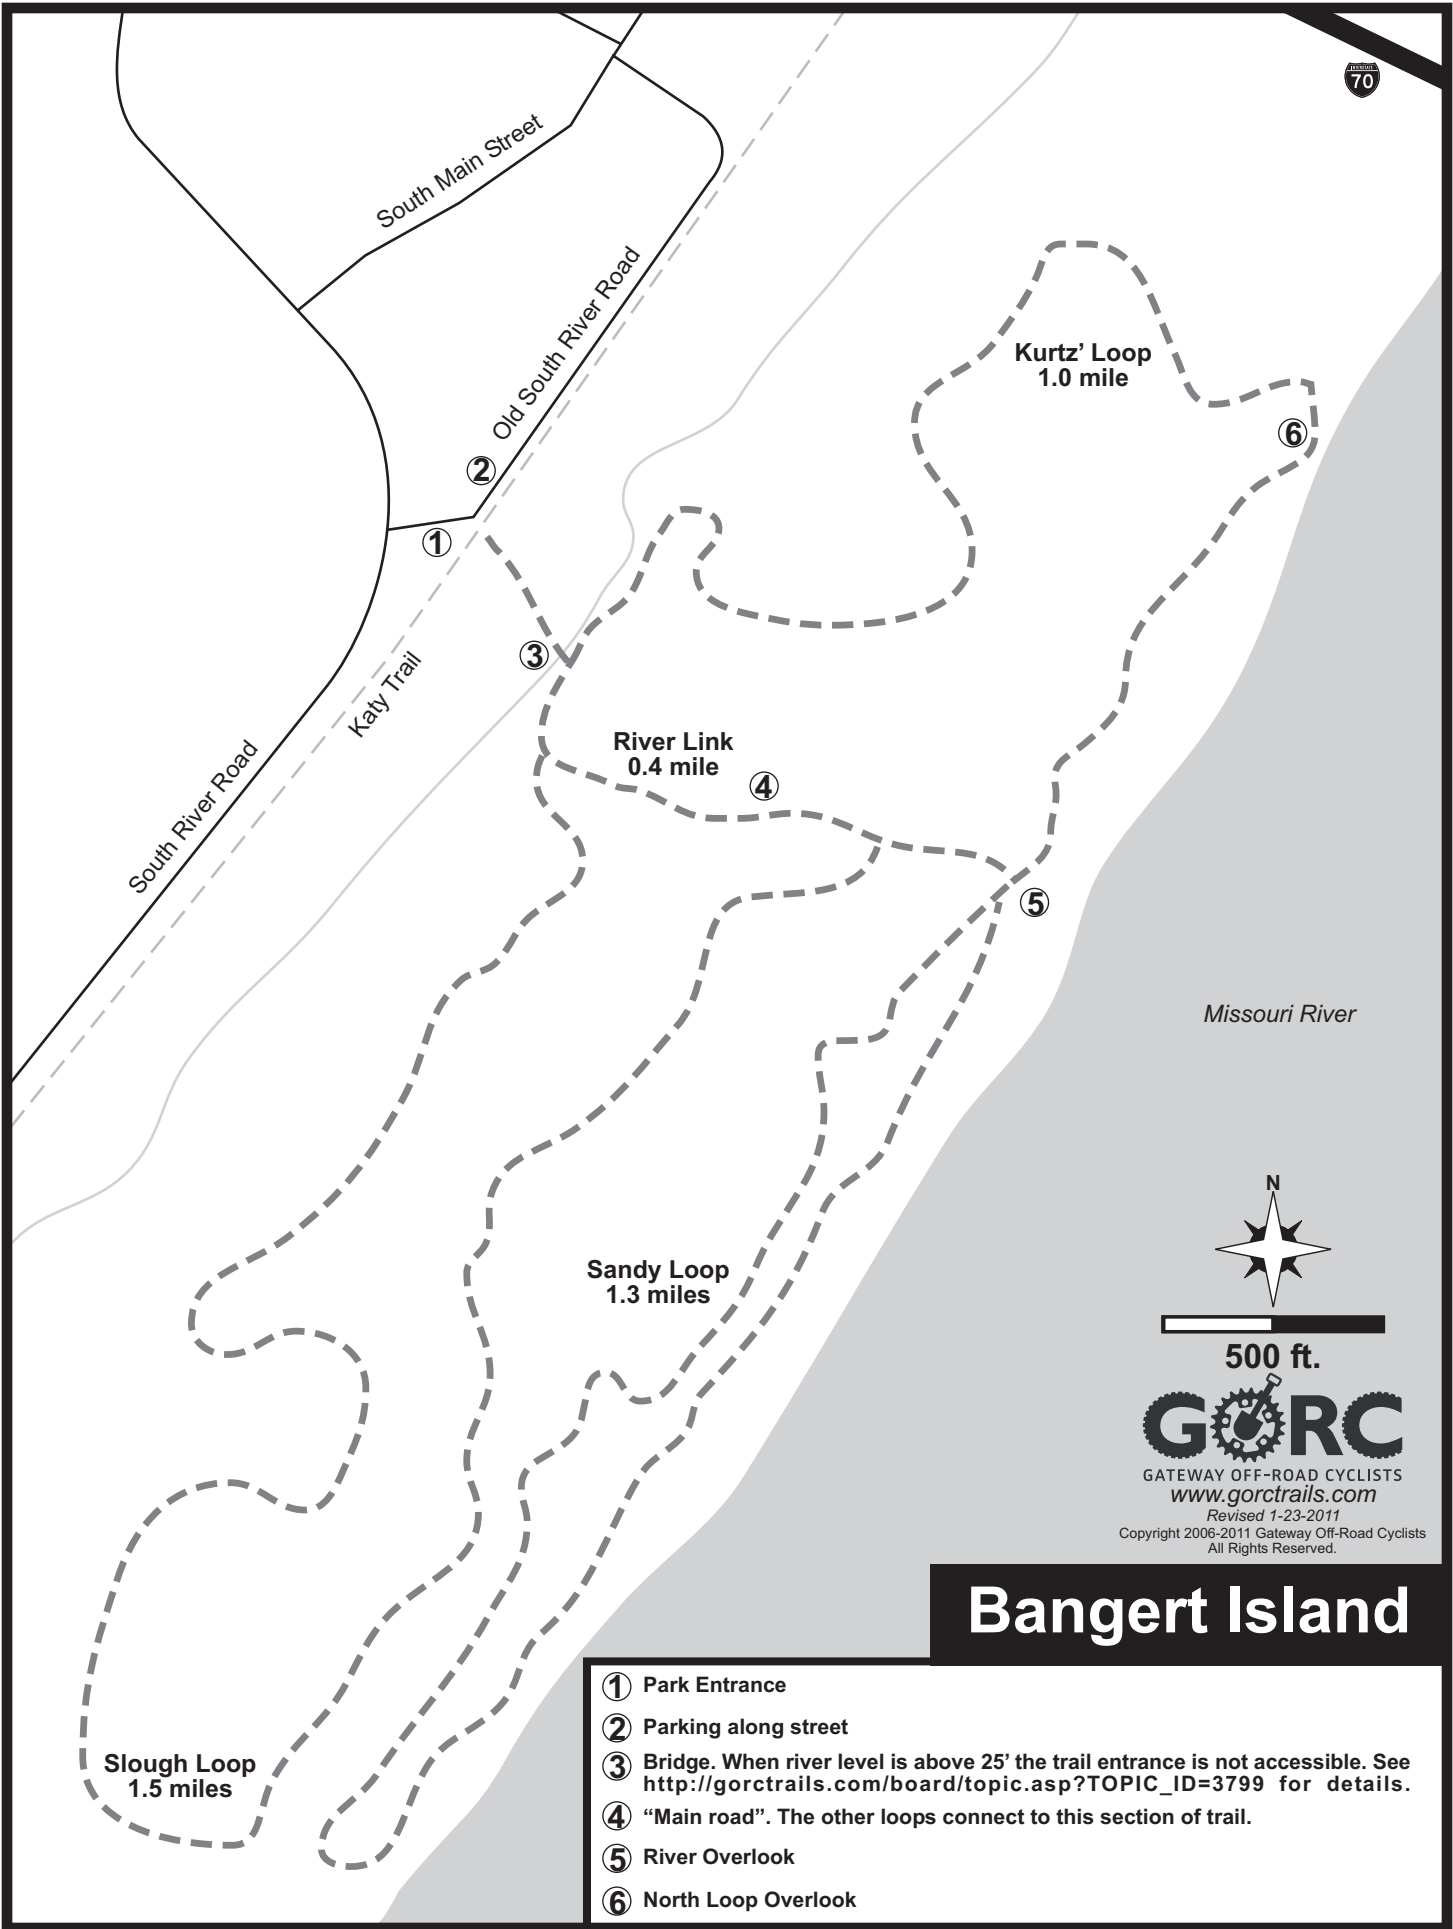 INTERSTATE
70
South Main Street
Old South River Road
Kurtz’ Loop
1.0 mile
6
2
1
3
Katy Trail
River Link
0.4 mile
4
South River Road
5
Missouri River
N
Sandy Loop
1.3 miles
500 ft.
GORC
GATEWAY OFF-ROAD CYCLISTS
www.gorctrails.com
Revised 1-23-2011
Copyright 2006-2011 Gateway Off-Road Cyclists
All Rights Reserved.
Bangert Island
Slough Loop
1.5 miles
1 Park Entrance
2 Parking along street
3 Bridge. When river level is above 25’ the trail entrance is not accessible. See
http://gorctrails.com/board/topic.asp?TOPIC_ID=3799 for details.
4 “Main road”. The other loops connect to this section of trail.
5 River Overlook
6 North Loop Overlook